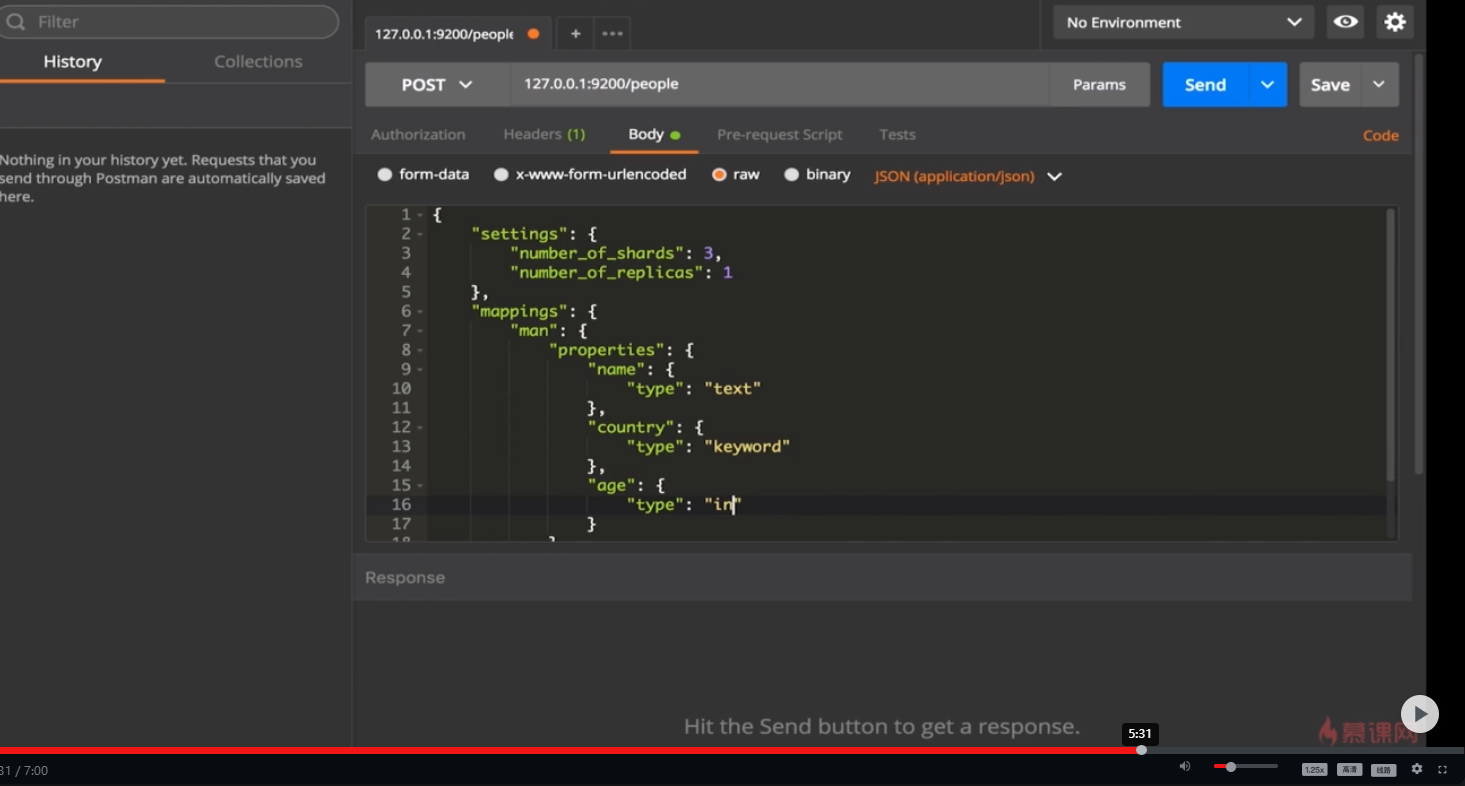 Filter
History
Collections
Nothing in your history yet. Requests that you
send through Postman are automatically saved
here.
127.0.0.1:9200/people
+
•••
No Environment
POST
127.0.0.1:9200/people
Params
Send
Save
Authorization
Headers (1)
Body
Pre-request Script
Tests
Code
form-data
x-www-form-urlencoded
raw
binary
JSON (application/json)
1 {
2 "settings": {
3 "number_of_shards": 3,
4 "number_of_replicas": 1
5 },
6 "mappings": {
7 "man": {
8 "properties": {
9 "name": {
10 "type": "text"
11 },
12 "country": {
13 "type": "keyword"
14 },
15 "age": {
16 "type": "in"
17 }
18 }
Response
Hit the Send button to get a response.
慕课网
5:31
31 / 7:00
1.25x
高清
线路